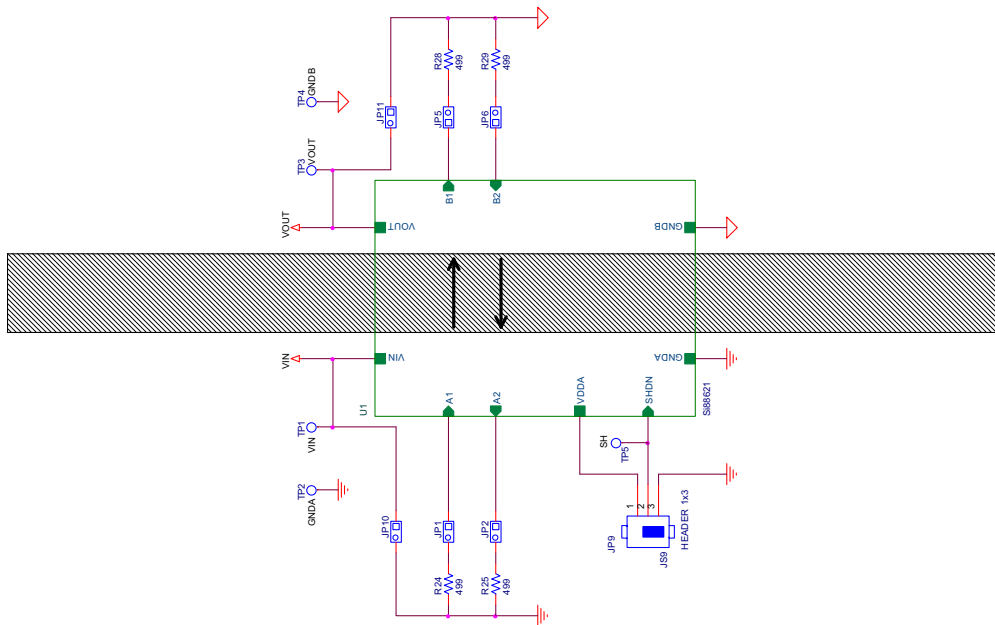 R28
499
R29
499
TP4
GNDB
JP11
JP5
JP6
TP3
VOUT
B1
B2
VOUT
VOUT
GNDB
VIN
VIN
GNDA
U1
A1
A2
VDDA
SHDN
Si88621
TP1
VIN
SH
TP5
TP2
GNDA
JP10
JP1
JP2
1
2
3
JP9
JS9
HEADER 1x3
R24
499
R25
499